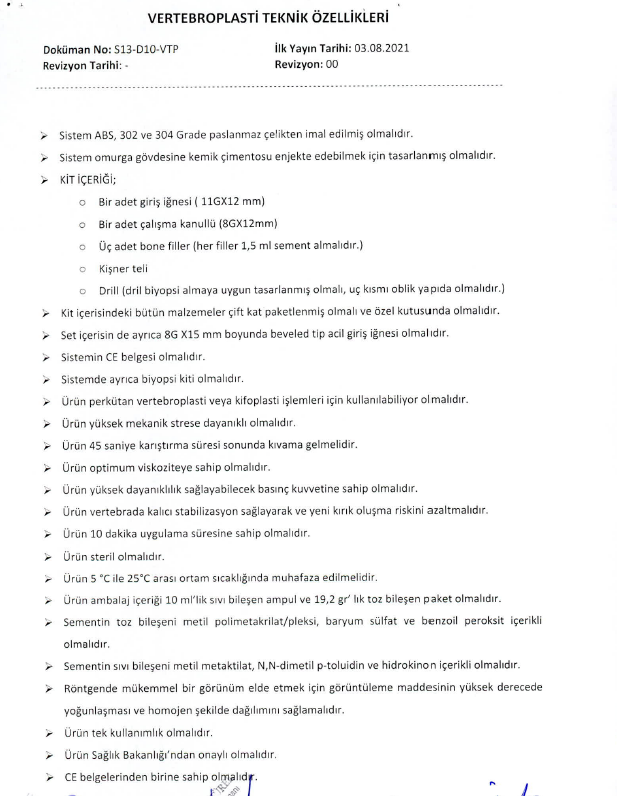 VERTEBROPLASTİ TEKNİK ÖZELLİKLERİ
Doküman No: S13-D10-VTP
İlk Yayın Tarihi: 03.08.2021
Revizyon Tarihi: -
Revizyon: 00
➢ Sistem ABS, 302 ve 304 Grade paslanmaz çelikten imal edilmiş olmalıdır.
➢ Sistem omurga gövdesine kemik çimentosu enjekte edebilmek için tasarlanmış olmalıdır.
➢ KİT İÇERİĞİ;
○ Bir adet giriş iğnesi ( 11GX12 mm)
○ Bir adet çalışma kanullü (8GX12mm)
○ Üç adet bone filler (her filler 1,5 ml sement almalıdır.)
○ Kişner teli
○ Drill (dril biyopsi almaya uygun tasarlanmış olmalı, uç kısmı oblik yapıda olmalıdır.)
➢ Kit içerisindeki bütün malzemeler çift kat paketlenmiş olmalı ve özel kutusunda olmalıdır.
➢ Set içerisin de ayrıca 8G X15 mm boyunda beveled tip acil giriş iğnesi olmalıdır.
➢ Sistemin CE belgesi olmalıdır.
➢ Sistemde ayrıca biyopsi kiti olmalıdır.
➢ Ürün perkütan vertebroplasti veya kifoplasti işlemleri için kullanılabiliyor olmalıdır.
➢ Ürün yüksek mekanik strese dayanıklı olmalıdır.
➢ Ürün 45 saniye karıştırma süresi sonunda kıvama gelmelidir.
➢ Ürün optimum viskoziteye sahip olmalıdır.
➢ Ürün yüksek dayanıklılık sağlayabilecek basınç kuvvetine sahip olmalıdır.
➢ Ürün vertebrada kalıcı stabilizasyon sağlayarak ve yeni kırık oluşma riskini azaltmalıdır.
➢ Ürün 10 dakika uygulama süresine sahip olmalıdır.
➢ Ürün steril olmalıdır.
➢ Ürün 5 °C ile 25°C arası ortam sıcaklığında muhafaza edilmelidir.
➢ Ürün ambalaj içeriği 10 ml'lik sıvı bileşen ampul ve 19,2 gr' lık toz bileşen paket olmalıdır.
➢ Sementin toz bileşeni metil polimetakrilat/pleksi, baryum sülfat ve benzoil peroksit içerikli
olmalıdır.
➢ Sementin sıvı bileşeni metil metaktilat, N,N-dimetil p-toluidin ve hidrokinon içerikli olmalıdır.
➢ Röntgende mükemmel bir görünüm elde etmek için görüntüleme maddesinin yüksek derecede
yoğunlaşması ve homojen şekilde dağılımını sağlamalıdır.
➢ Ürün tek kullanımlık olmalıdır.
➢ Ürün Sağlık Bakanlığı'ndan onaylı olmalıdır.
➢ CE belgelerinden birine sahip olmalıdır.